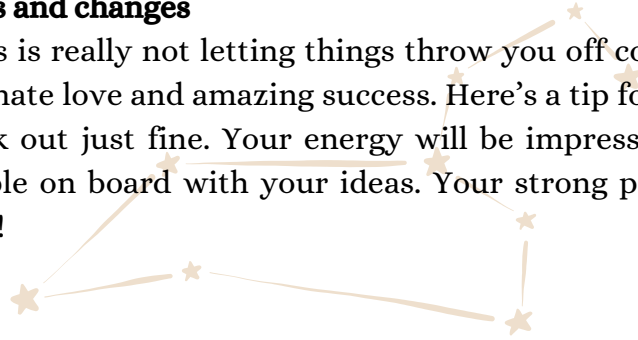 s and changes
s is really not letting things throw you off co
nate love and amazing success. Here's a tip fo
k out just fine. Your energy will be impress
ple on board with your ideas. Your strong p
!